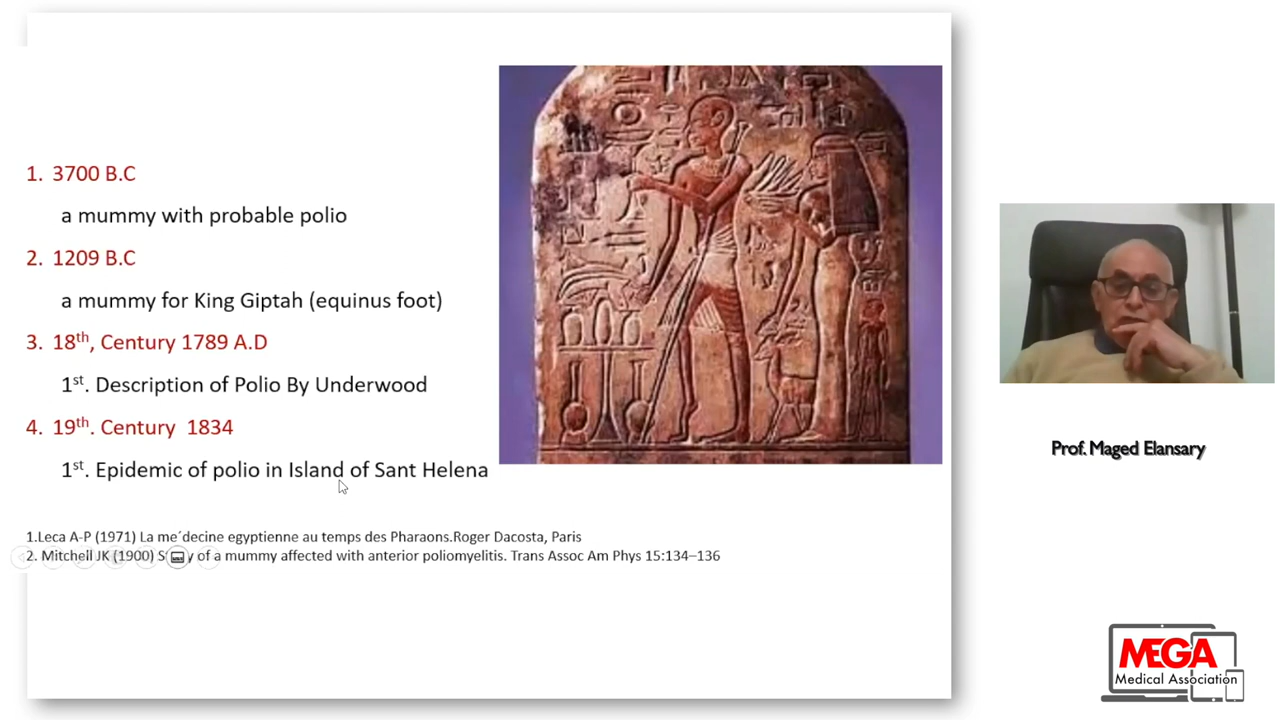 1. 3700 B.C
a mummy with probable polio
2. 1209 B.C
a mummy for King Giptah (equinus foot)
3. 18th, Century 1789 A.D
1st. Description of Polio By Underwood
4. 19th. Century 1834
1st. Epidemic of polio in Island of Sant Helena
1.Leca A-P (1971) La me´decine egyptienne au temps des Pharaons.Roger Dacosta, Paris
2. Mitchell JK (1900) of a mummy affected with anterior poliomyelitis. Trans Assoc Am Phys 15:134–136
Prof. Maged Elansary
MEGA
Medical Association